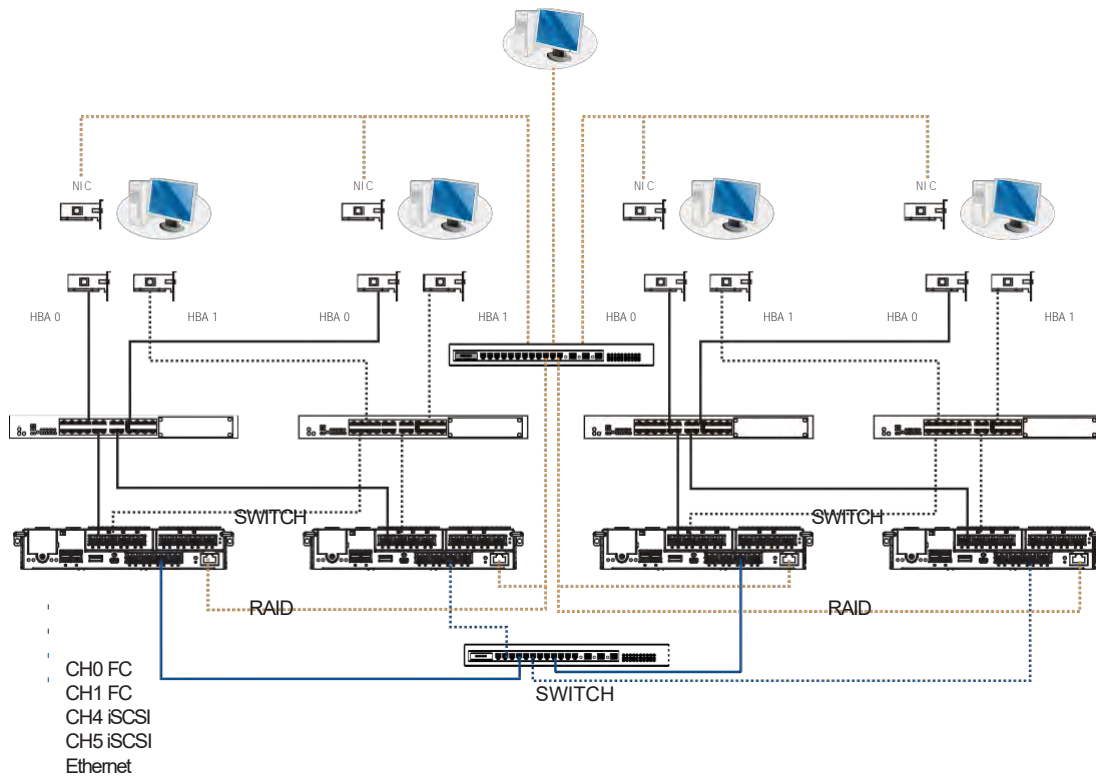 NIC
NIC
NIC
NIC
HBA 0
HBA 1
HBA 0
HBA 1
HBA 0
HBA 1
HBA 0
HBA 1
SWITCH
SWITCH
RAID
RAID
SWITCH
CH0 FC
CH1 FC
CH4 iSCSI
CH5 iSCSI
Ethernet